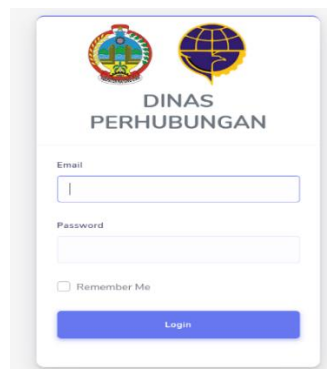 DINAS
PERHUBUNGAN
Email
Password
Remember Me
Login